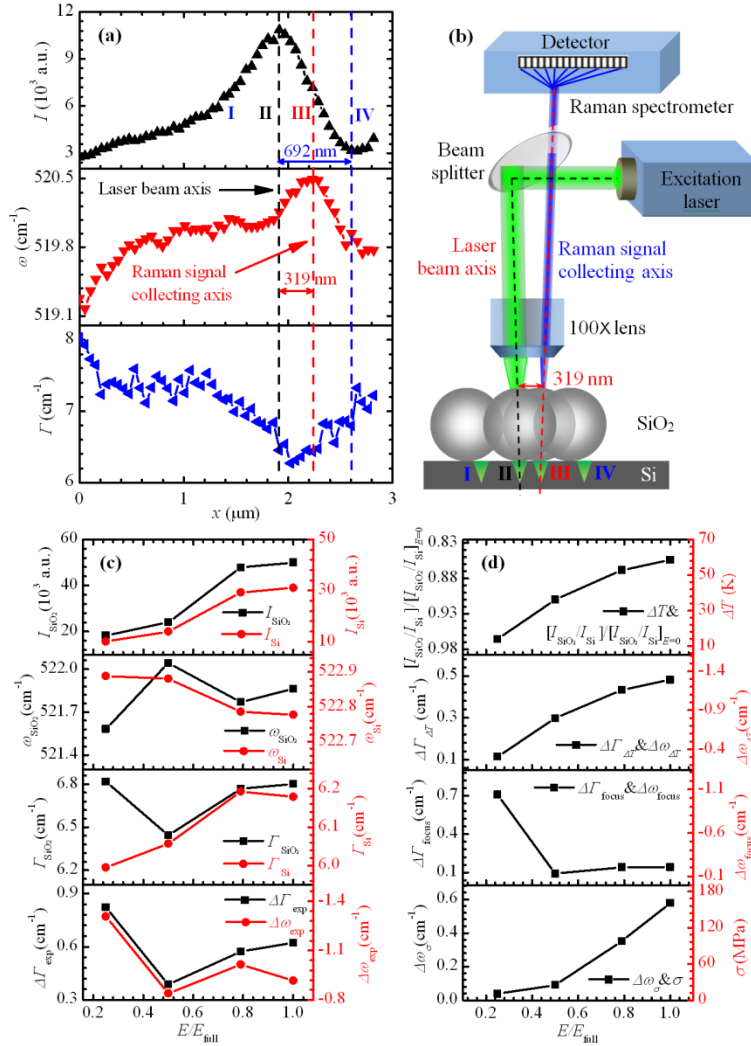 (a)
12
9
6
3
I (10³ a.u.)
I II III IV
692 nm
520.5
519.8
519.1
ω (cm⁻¹)
Laser beam axis
Raman signal
collecting axis
319 nm
8
7
6
Γ (cm⁻¹)
0 1 2 3
x (μm)
(b)
Detector
Raman spectrometer
Beam
splitter
Excitation
laser
Laser
beam axis
Raman signal
collecting axis
100X lens
319 nm
SiO₂
I II III IV
Si
(c)
60
40
20
I_SiO₂ (10³ a.u.)
I_SiO₂
I_Si
50
40
30
20
10
I_Si (10³ a.u.)
522.0
521.7
521.4
ω_SiO₂(cm⁻¹)
ω_SiO₂
ω_Si
522.9
522.8
522.7
ω_Si(cm⁻¹)
6.8
6.5
6.2
Γ_SiO₂(cm⁻¹)
Γ_SiO₂
Γ_Si
6.2
6.1
6.0
Γ_Si(cm⁻¹)
0.9
0.6
0.3
ΔΓ_exp(cm⁻¹)
ΔΓ_exp
Δω_exp
-1.4
-1.1
-0.8
Δω_exp(cm⁻¹)
0.2 0.4 0.6 0.8 1.0
E/E_full
(d)
0.83
0.88
0.93
0.98
[I_SiO₂/I_Si]/[I_SiO₂/I_Si]_E=0
ΔT&
[I_SiO₂/I_Si]/[I_SiO₂/I_Si]_E=0
70
50
30
10
ΔT (K)
0.5
0.3
0.1
ΔΓ_ΔT(cm⁻¹)
ΔΓ_ΔT&Δω_ΔT
-1.4
-0.9
-0.4
Δω_ΔT(cm⁻¹)
0.7
0.4
0.1
ΔΓ_focus(cm⁻¹)
ΔΓ_focus&Δω_focus
-1.1
-0.6
-0.1
Δω_focus(cm⁻¹)
0.6
0.4
0.2
0.0
Δω_σ(cm⁻¹)
Δω_σ&σ
180
120
60
0
σ(MPa)
0.2 0.4 0.6 0.8 1.0
E/E_full